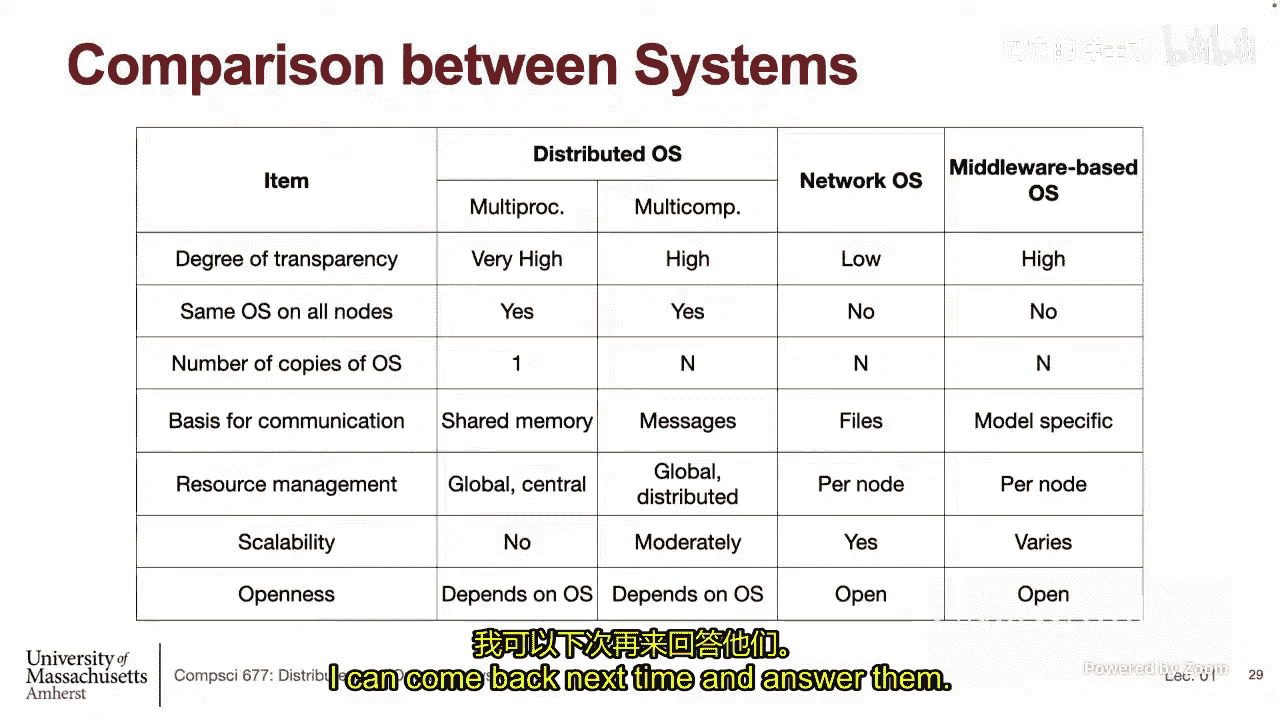 Comparison between Systems
bilibili
Item
Distributed OS
Network OS
Middleware-based
OS
Multiproc.
Multicomp.
Degree of transparency
Very High
High
Low
High
Same OS on all nodes
Yes
Yes
No
No
Number of copies of OS
1
N
N
N
Basis for communication
Shared memory
Messages
Files
Model specific
Resource management
Global, central
Global,
distributed
Per node
Per node
Scalability
No
Moderately
Yes
Varies
Openness
Depends on OS
Depends on OS
Open
Open
我可以下次再来回答他们。
I can come back next time and answer them.
University of
Massachusetts
Amherst
Compsci 677:
Powered by Zoom
Lec. 01
29